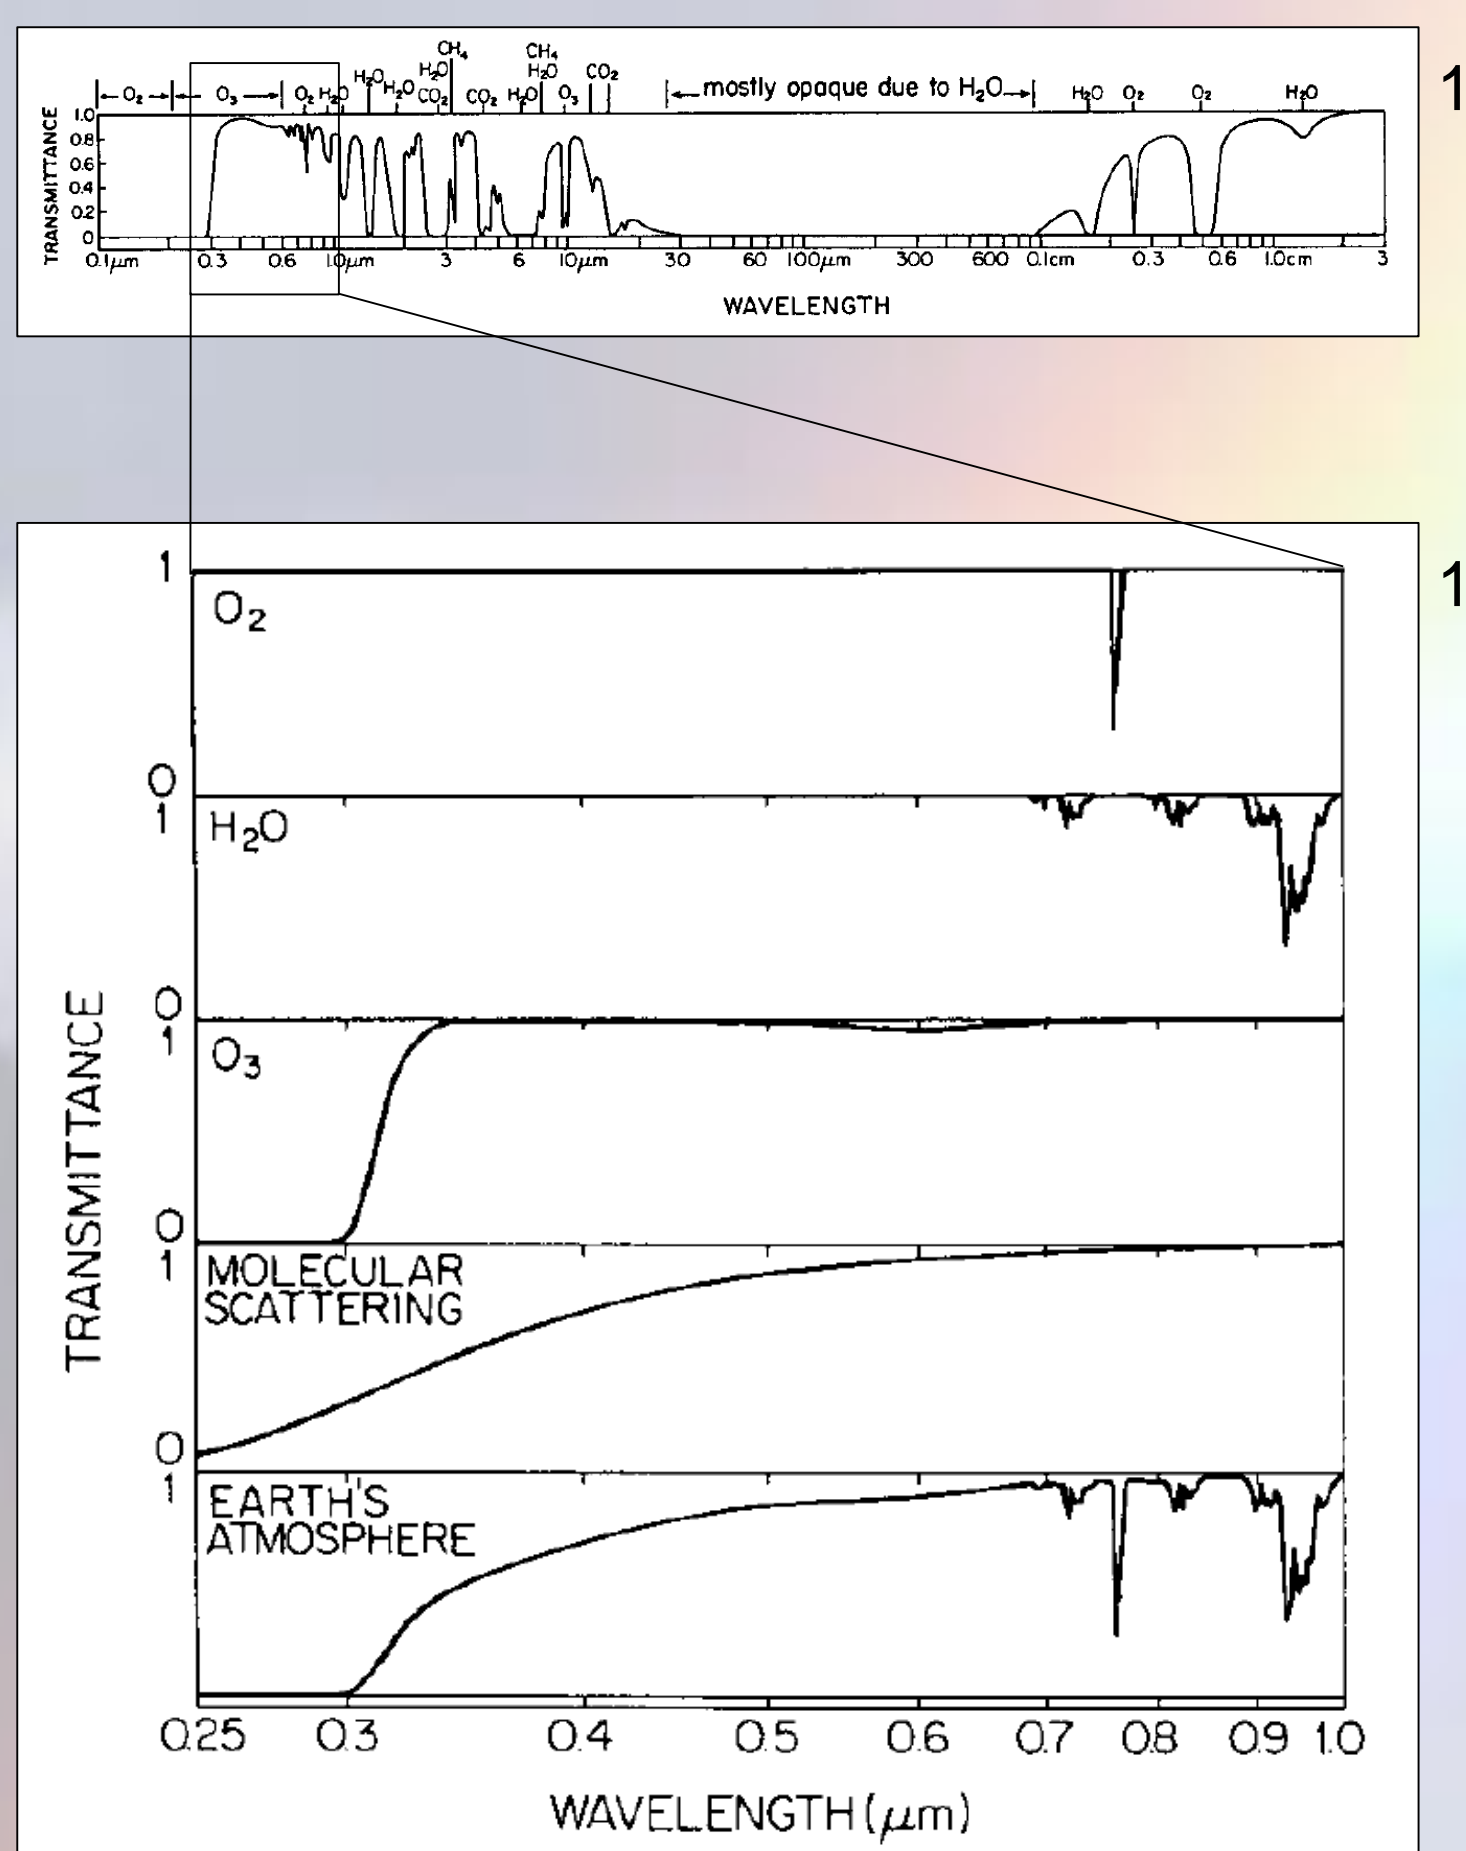 CH₄ CH₄
H₂O H₂O H₂O CO₂
O₂ O₃ O₂ H₂O H₂O CO₂ CO₂ H₂O O₃ mostly opaque due to H₂O H₂O O₂ O₂ H₂O
TRANSMITTANCE
1.0
0.8
0.6
0.4
0.2
0
0.1μm 0.3 0.6 1.0μm 3 6 10μm 30 60 100μm 300 600 0.1cm 0.3 0.6 1.0cm 3
WAVELENGTH
1
1
1
O₂
0
1
H₂O
0
1
O₃
0
1
MOLECULAR
SCATTERING
0
1
EARTH'S
ATMOSPHERE
TRANSMITTANCE
0.25 0.3 0.4 0.5 0.6 0.7 0.8 0.9 1.0
WAVELENGTH (μm)